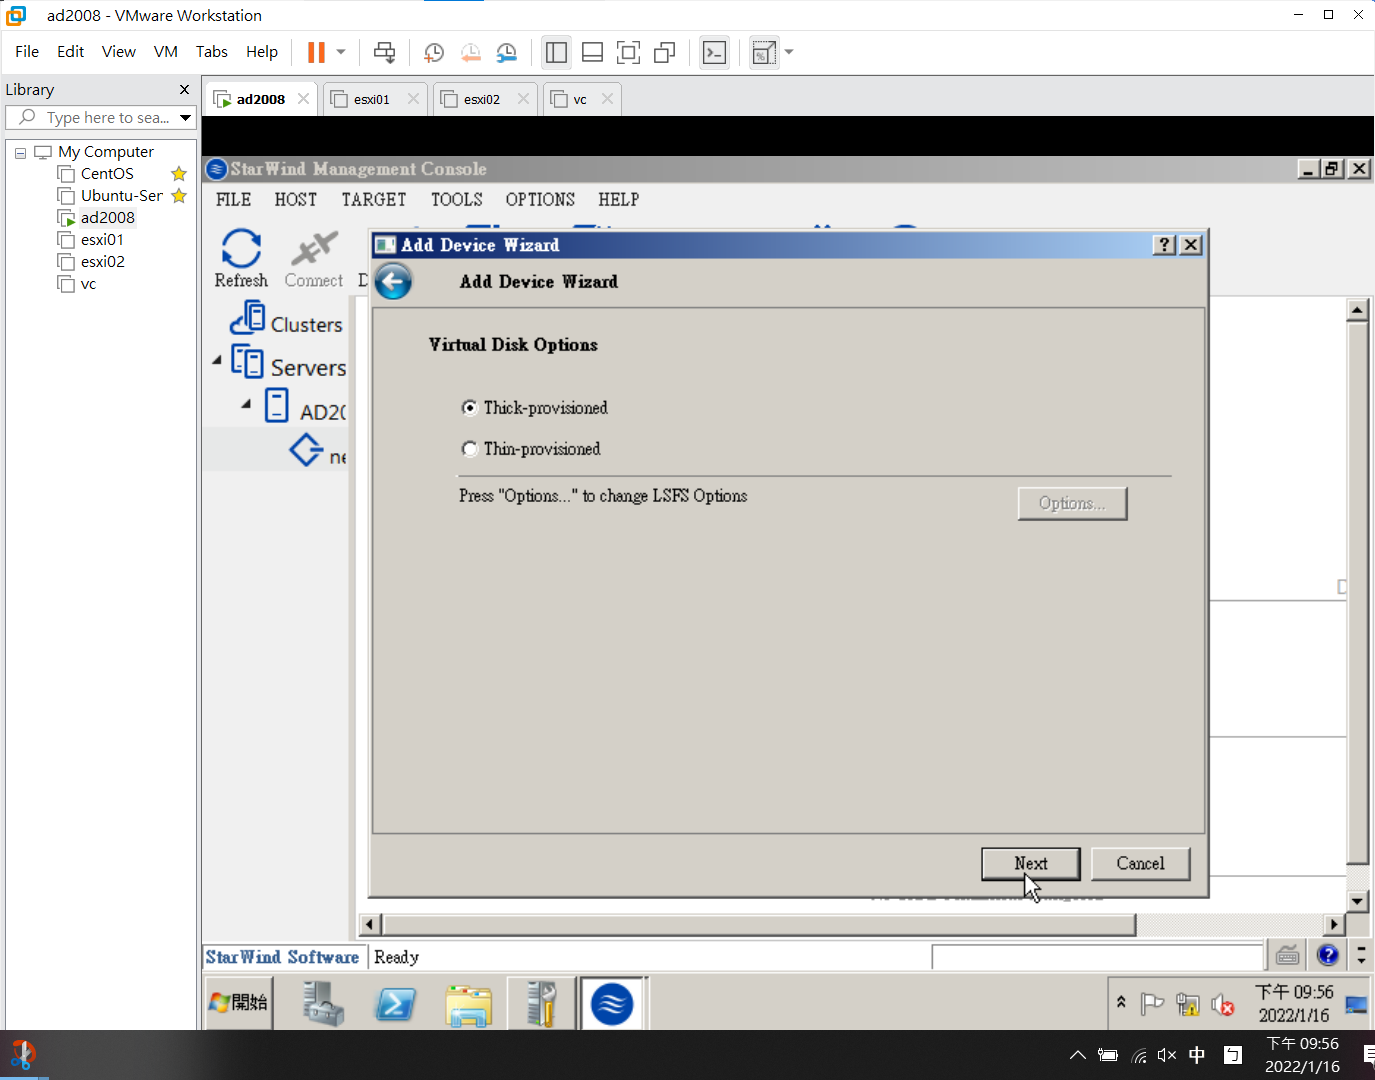 ad2008 - VMware Workstation
File Edit View VM Tabs Help
Library
ad2008 esxi01 esxi02 vc
Type here to sea...
My Computer
CentOS
Ubuntu-Ser
ad2008
esxi01
esxi02
vc
StarWind Management Console
FILE HOST TARGET TOOLS OPTIONS HELP
Refresh Connect D
Clusters
Servers
AD20
ne
Add Device Wizard
Add Device Wizard
Virtual Disk Options
Thick-provisioned
Thin-provisioned
Press "Options..." to change LSFS Options
Options...
Next Cancel
StarWind Software Ready
開始
下午 09:56
2022/1/16
中
下午 09:56
2022/1/16